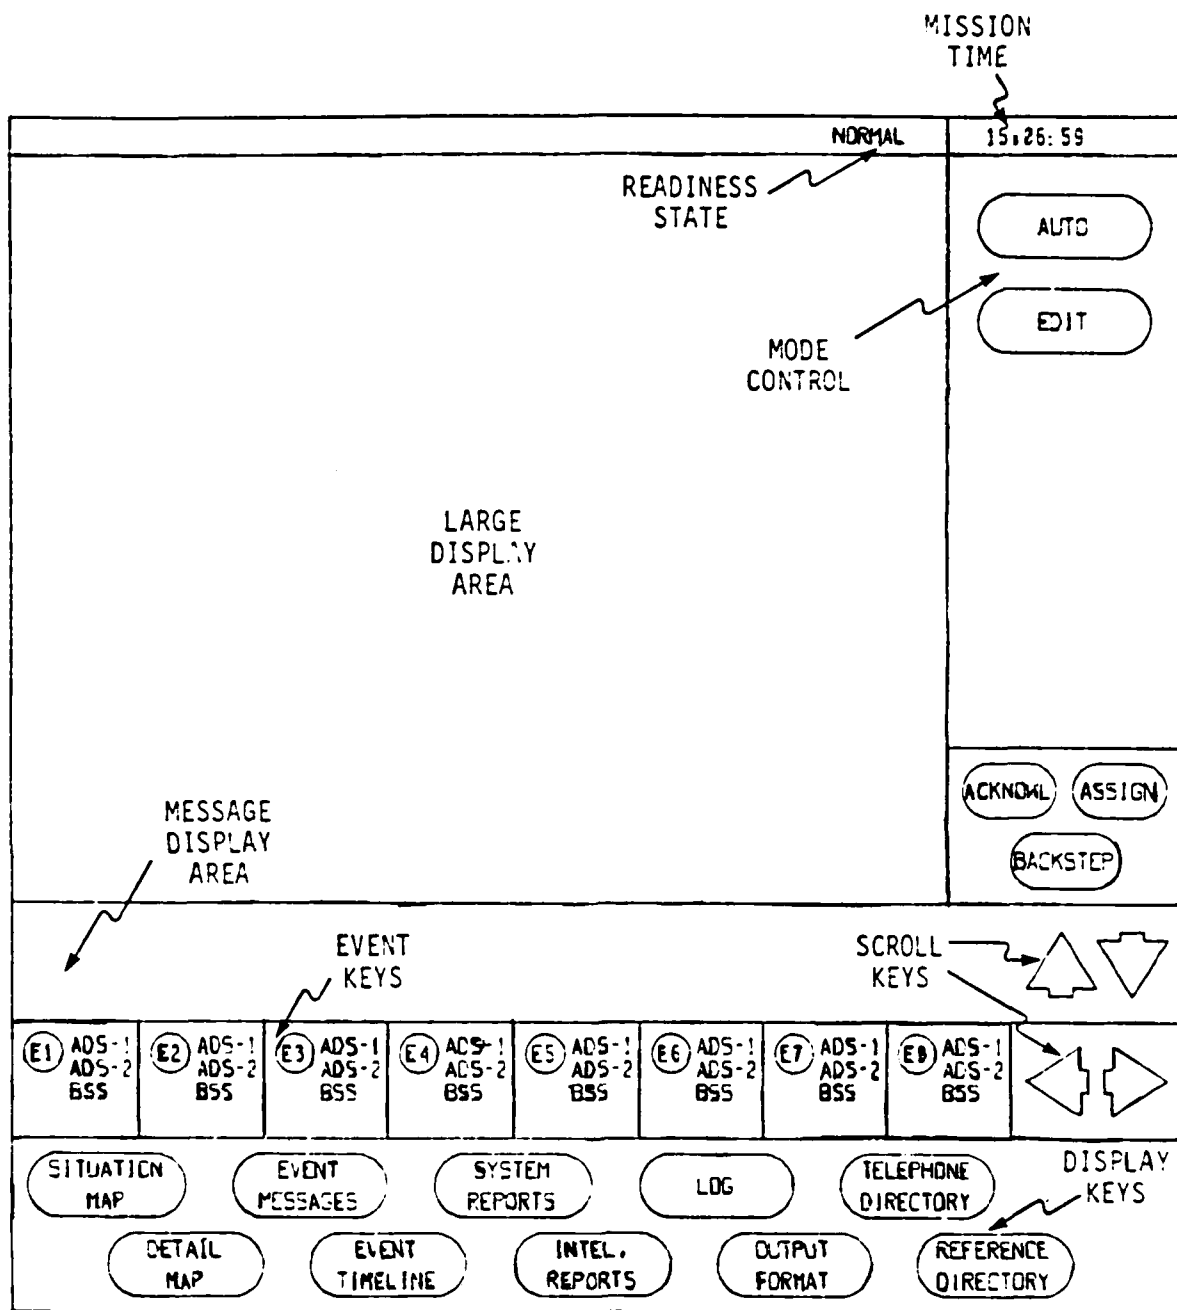 MISSION
TIME
NORMAL
15:26:59
READINESS
STATE
AUTO
EDIT
MODE
CONTROL
LARGE
DISPLAY
AREA
ACKNOWL
ASSIGN
BACKSTEP
MESSAGE
DISPLAY
AREA
EVENT
KEYS
SCROLL
KEYS
E1 ADS-1
ADS-2
BSS
E2 ADS-1
ADS-2
BSS
E3 ADS-1
ADS-2
BSS
E4 ADS-1
ADS-2
BSS
E5 ADS-1
ADS-2
BSS
E6 ADS-1
ADS-2
BSS
E7 ADS-1
ADS-2
BSS
E8 ADS-1
ADS-2
BSS
SITUATION
MAP
EVENT
MESSAGES
SYSTEM
REPORTS
LOG
TELEPHONE
DIRECTORY
DISPLAY
KEYS
DETAIL
MAP
EVENT
TIMELINE
INTEL.
REPORTS
OUTPUT
FORMAT
REFERENCE
DIRECTORY